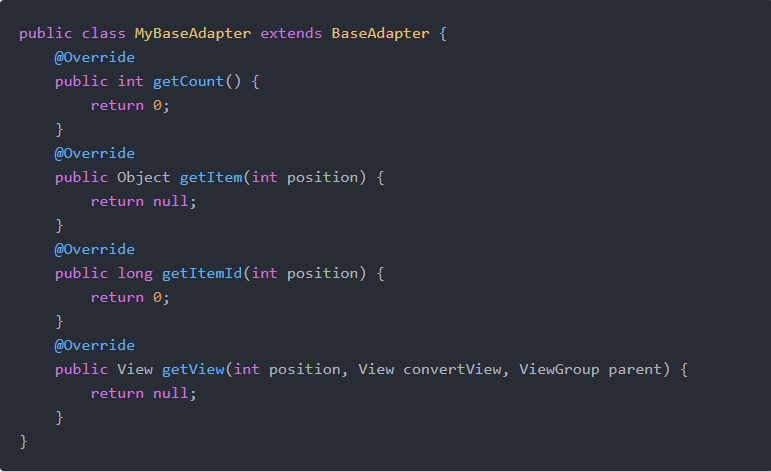 public class MyBaseAdapter extends BaseAdapter {
    @Override
    public int getCount() {
        return 0;
    }
    @Override
    public Object getItem(int position) {
        return null;
    }
    @Override
    public long getItemId(int position) {
        return 0;
    }
    @Override
    public View getView(int position, View convertView, ViewGroup parent) {
        return null;
    }
}